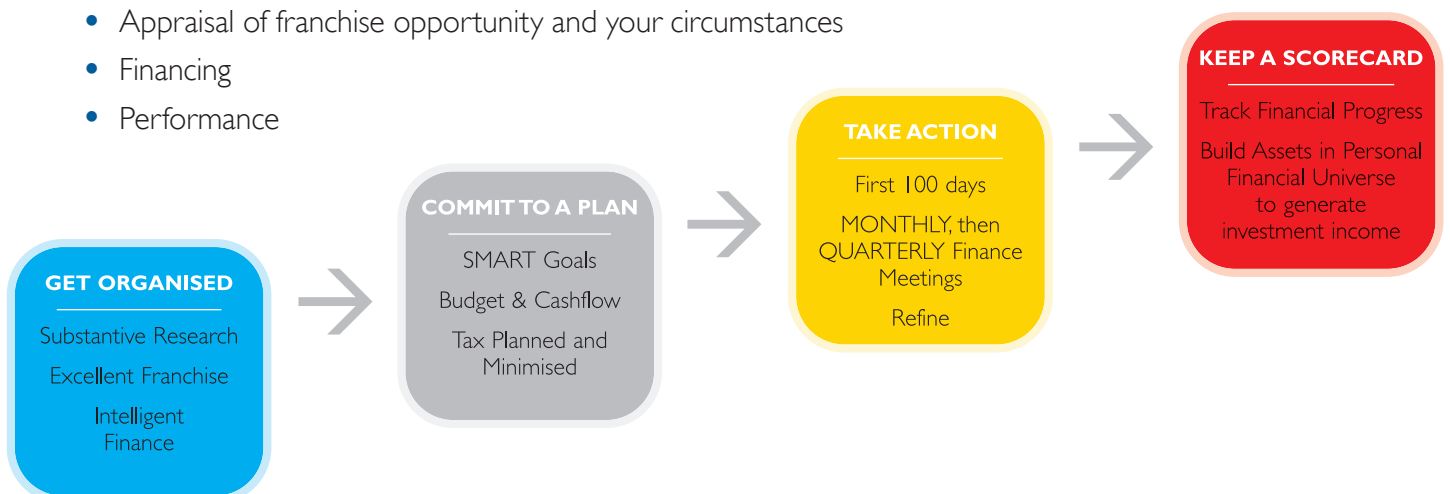 • Appraisal of franchise opportunity and your circumstances
• Financing
• Performance
GET ORGANISED
Substantive Research
Excellent Franchise
Intelligent
Finance
COMMIT TO A PLAN
SMART Goals
Budget & Cashflow
Tax Planned and
Minimised
TAKE ACTION
First 100 days
MONTHLY, then
QUARTERLY Finance
Meetings
Refine
KEEP A SCORECARD
Track Financial Progress
Build Assets in Personal
Financial Universe
to generate
investment income